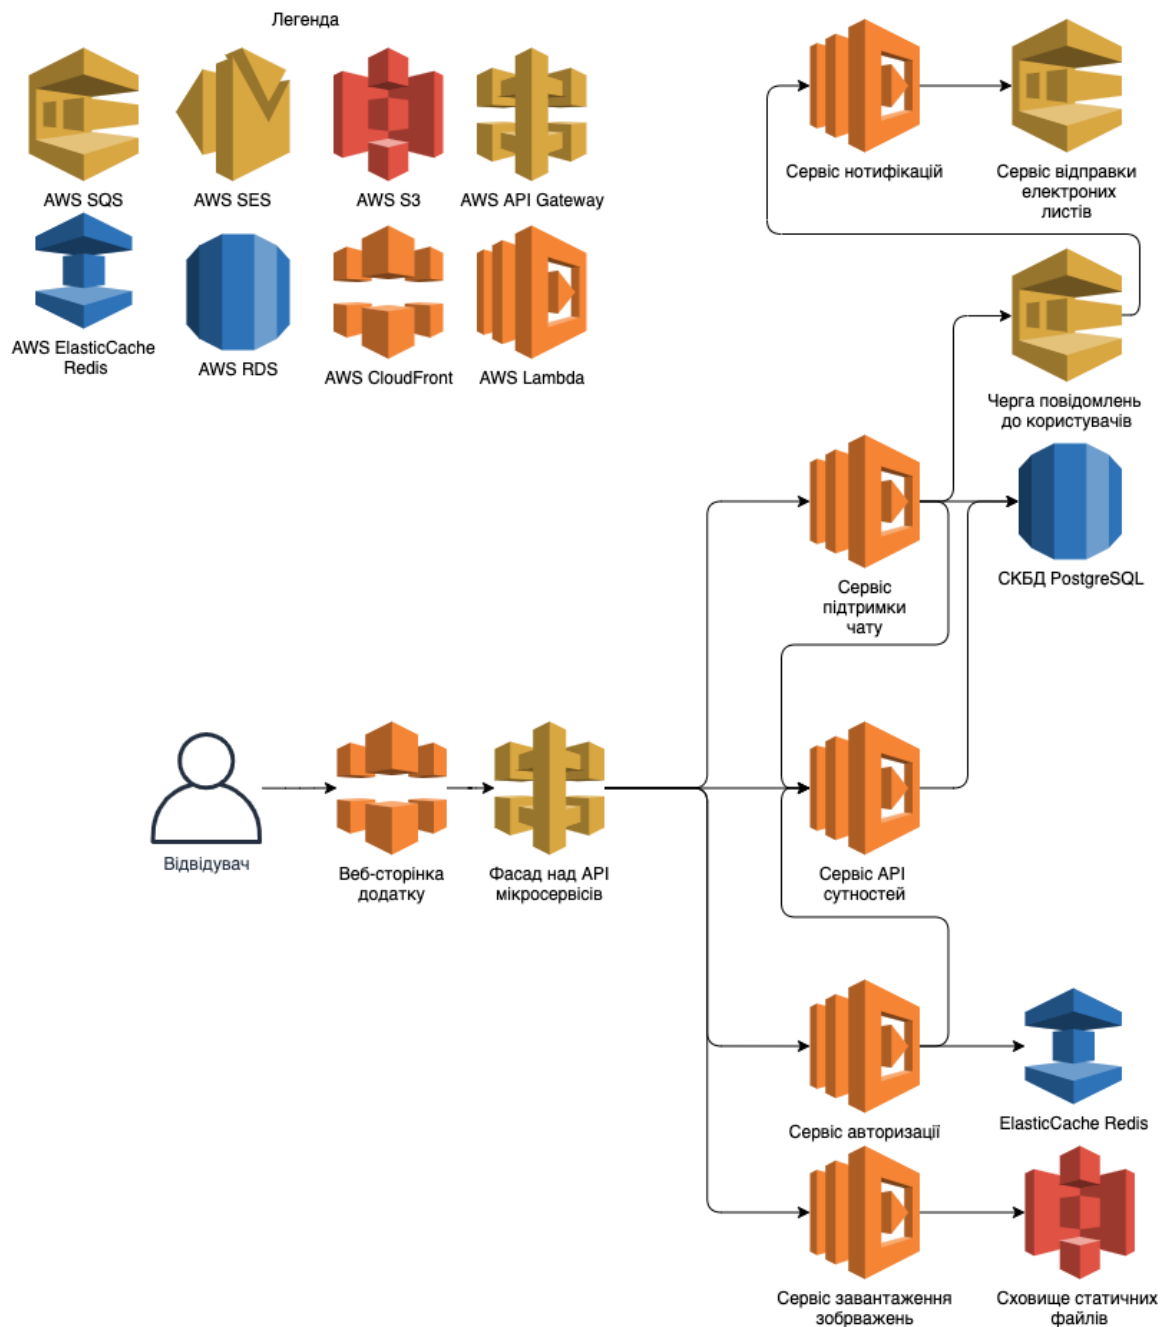 Легенда
AWS SQS
AWS SES
AWS S3
AWS API Gateway
AWS ElasticCache
Redis
AWS RDS
AWS CloudFront
AWS Lambda
Сервіс нотифікацій
Сервіс відправки
електроних
листів
Черга повідомлень
до користувачів
Сервіс
підтримки
чату
СКБД PostgreSQL
Відвідувач
Веб-сторінка
додатку
Фасад над API
мікросервісів
Сервіс API
сутностей
Сервіс авторизації
ElasticCache Redis
Сервіс завантаження
зобрважень
Сховище статичних
файлів